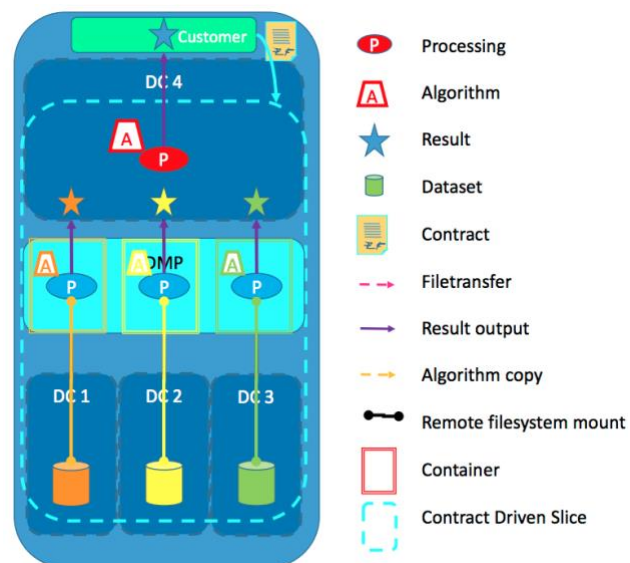 Customer
DC 4
A
P
A
DMP
A
A
P
P
P
DC 1
DC 2
DC 3
P
Processing
A
Algorithm
Result
Dataset
Contract
Filetransfer
Result output
Algorithm copy
Remote filesystem mount
Container
Contract Driven Slice